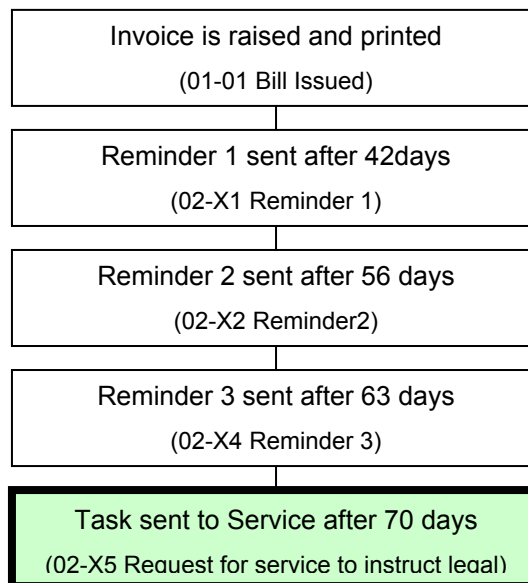 Invoice is raised and printed
(01-01 Bill Issued)
Reminder 1 sent after 42days
(02-X1 Reminder 1)
Reminder 2 sent after 56 days
(02-X2 Reminder2)
Reminder 3 sent after 63 days
(02-X4 Reminder 3)
Task sent to Service after 70 days
(02-X5 Request for service to instruct legal)